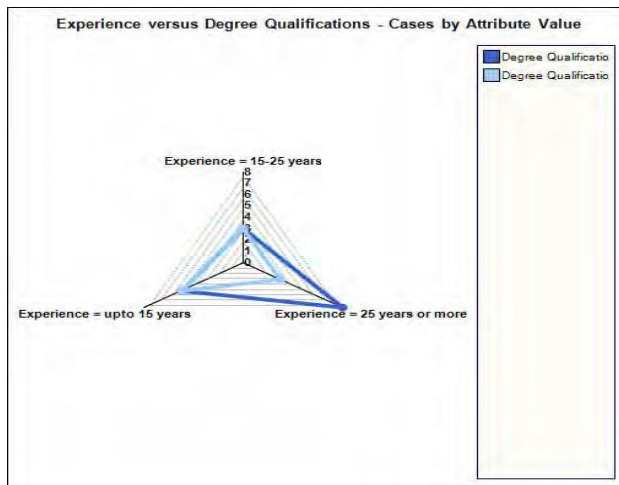 Experience versus Degree Qualifications - Cases by Attribute Value
Degree Qualificatio
Degree Qualificatio
Experience = 15-25 years
8
7
6
5
4
3
2
1
0
Experience = upto 15 years
Experience = 25 years or more